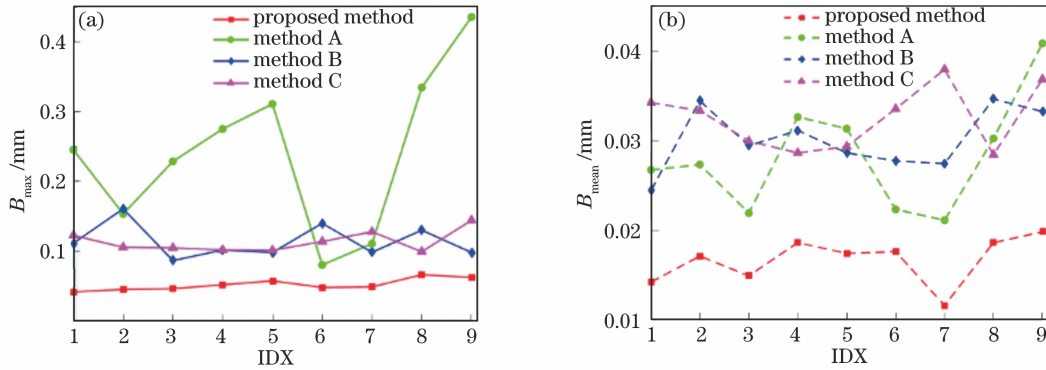 (a)
proposed method
method A
method B
method C
0.4
0.3
0.2
0.1
B_max /mm
1 2 3 4 5 6 7 8 9
IDX
(b)
proposed method
method A
method B
method C
0.04
0.03
0.02
0.01
B_mean /mm
1 2 3 4 5 6 7 8 9
IDX